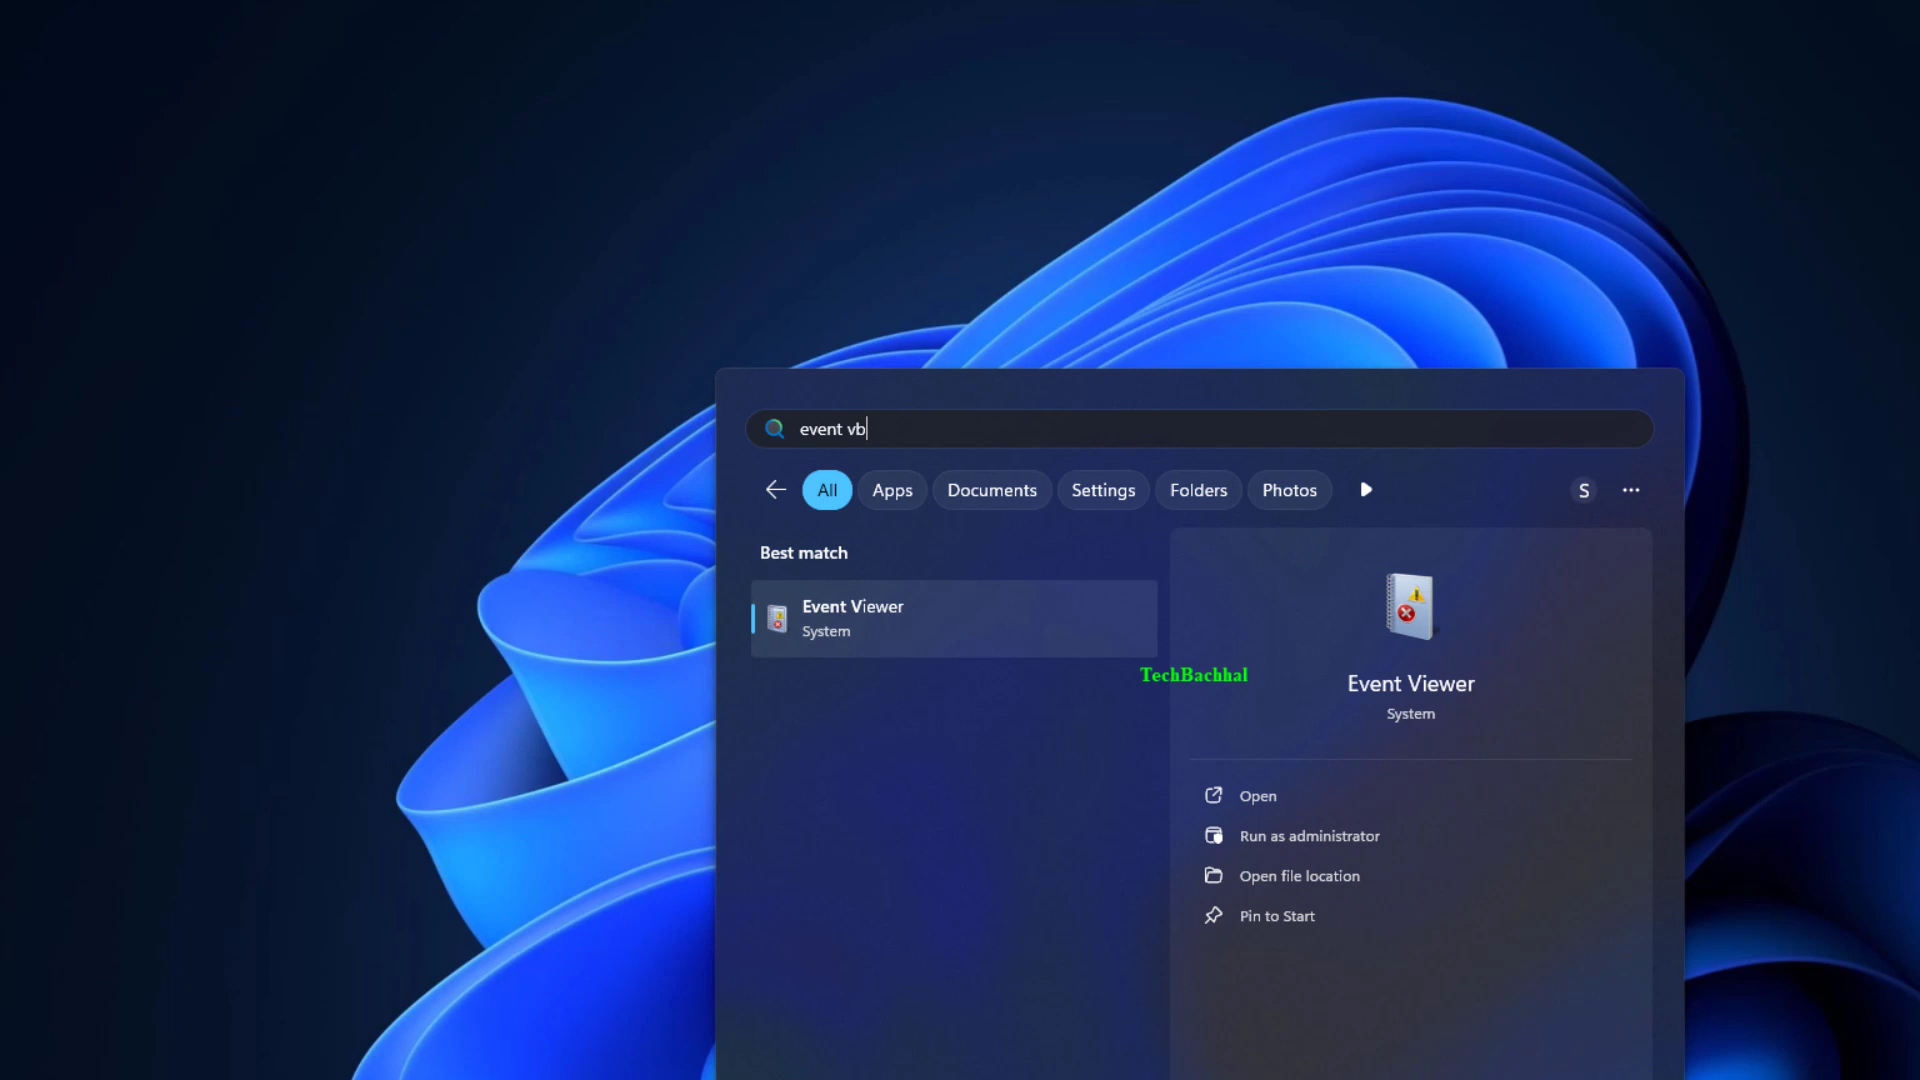 event vb
All Apps Documents Settings Folders Photos S
Best match
Event Viewer
System
TechBachhal
Event Viewer
System
Open
Run as administrator
Open file location
Pin to Start